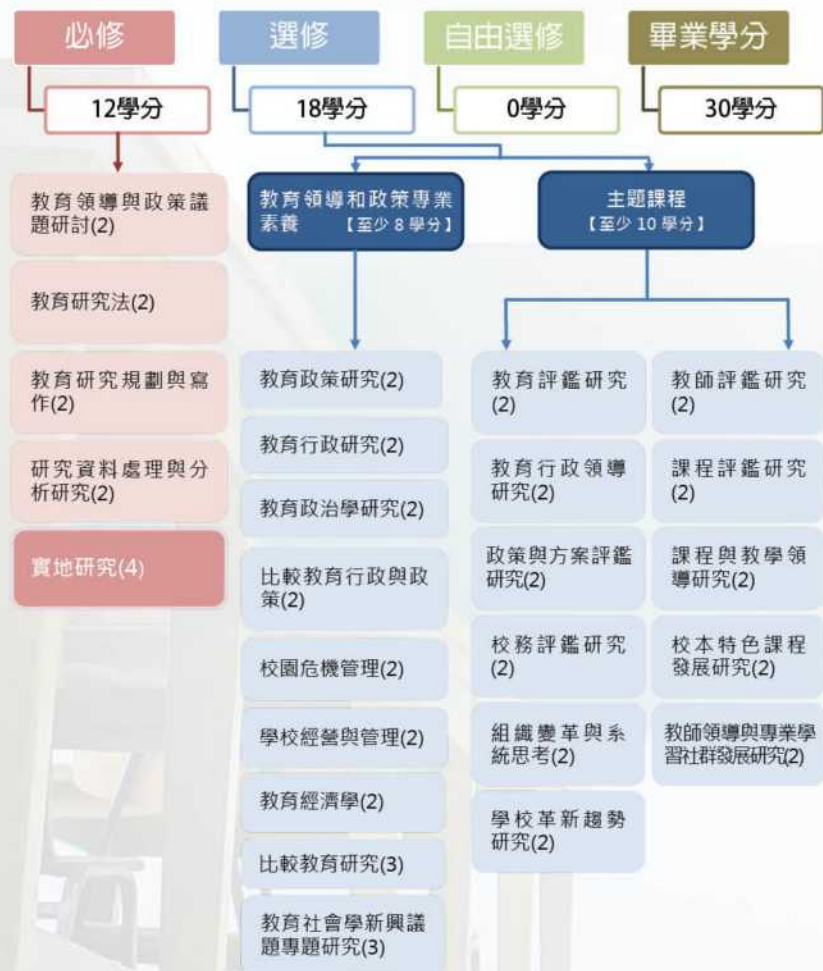 必修
選修
自由選修
畢業學分
12學分
18學分
0學分
30學分
教育領導與政策議
題研討(2)
教育研究法(2)
教育研究規劃與寫
作(2)
研究資料處理與分
析研究(2)
實地研究(4)
教育領導和政策專業
素養 【至少 8 學分】
主題課程
【至少 10 學分】
教育政策研究(2)
教育行政研究(2)
教育政治學研究(2)
比較教育行政與政
策(2)
校園危機管理(2)
學校經營與管理(2)
教育經濟學(2)
比較教育研究(3)
教育社會學新興議
題專題研究(3)
教育評鑑研究
(2)
教育行政領導
研究(2)
政策與方案評鑑
研究(2)
校務評鑑研究
(2)
組織變革與系
統思考(2)
學校革新趨勢
研究(2)
教師評鑑研究
(2)
課程評鑑研究
(2)
課程與教學領
導研究(2)
校本特色課程
發展研究(2)
教師領導與專業學
習社群發展研究(2)